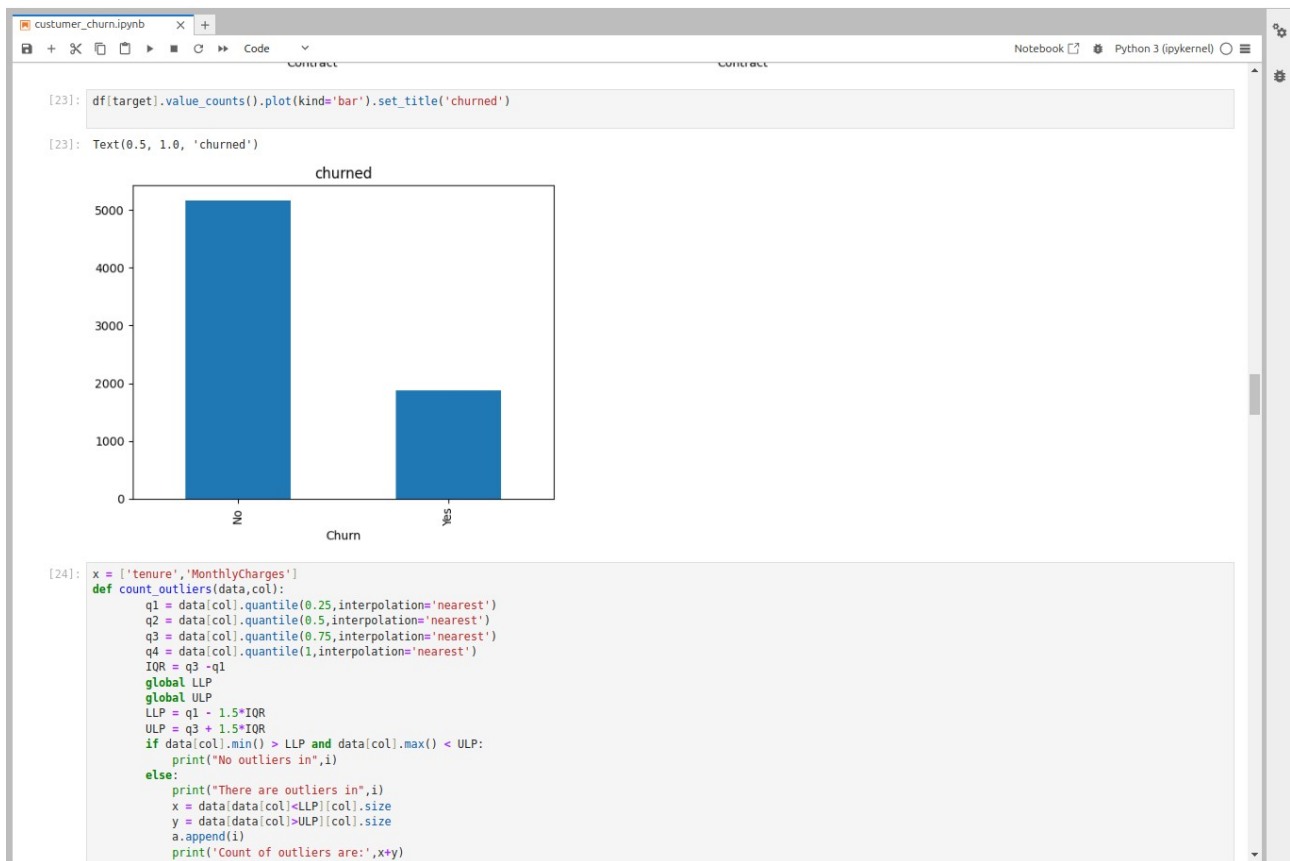 custumer_churn.ipynb
Code
Notebook
Python 3 (ipykernel)
Contract Contract
[23]: df[target].value_counts().plot(kind='bar').set_title('churned')
[23]: Text(0.5, 1.0, 'churned')
churned
5000
4000
3000
2000
1000
0
No
Yes
Churn
[24]: x = ['tenure','MonthlyCharges']
def count_outliers(data,col):
q1 = data[col].quantile(0.25,interpolation='nearest')
q2 = data[col].quantile(0.5,interpolation='nearest')
q3 = data[col].quantile(0.75,interpolation='nearest')
q4 = data[col].quantile(1,interpolation='nearest')
IQR = q3 -q1
global LLP
global ULP
LLP = q1 - 1.5*IQR
ULP = q3 + 1.5*IQR
if data[col].min() > LLP and data[col].max() < ULP:
print("No outliers in",i)
else:
print("There are outliers in",i)
x = data[data[col]<LLP][col].size
y = data[data[col]>ULP][col].size
a.append(i)
print('Count of outliers are:',x+y)